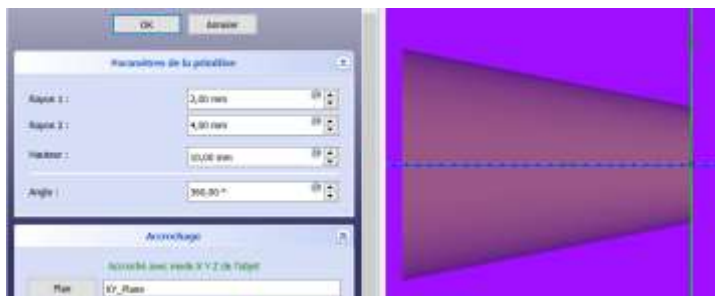 OK Annuler
Paramètres de la primitive
Rayon 1 : 2,00 mm
Rayon 2 : 4,00 mm
Hauteur : 10,00 mm
Angle : 360,00 °
Accrochage
Accroché avec mode X Y Z de l'objet
Plan XY_Plane